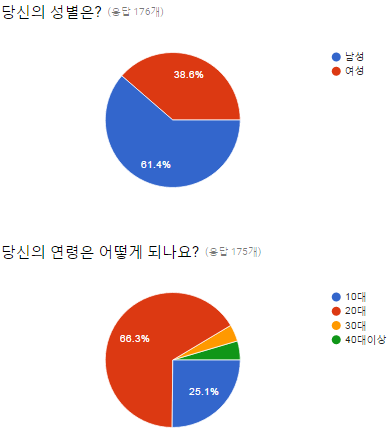 당신의 성별은? (응답 176개)
남성
여성
38.6%
61.4%
당신의 연령은 어떻게 되나요? (응답 175개)
10대
20대
30대
40대이상
66.3%
25.1%